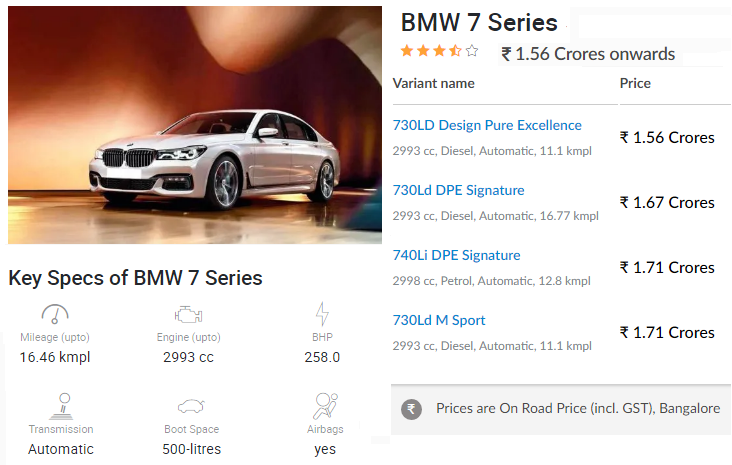 BMW 7 Series
₹ 1.56 Crores onwards
Variant name Price
730LD Design Pure Excellence
2993 cc, Diesel, Automatic, 11.1 kmpl
₹ 1.56 Crores
730Ld DPE Signature
2993 cc, Diesel, Automatic, 16.77 kmpl
₹ 1.67 Crores
740Li DPE Signature
2998 cc, Petrol, Automatic, 12.8 kmpl
₹ 1.71 Crores
730Ld M Sport
2993 cc, Diesel, Automatic, 11.1 kmpl
₹ 1.71 Crores
₹ Prices are On Road Price (incl. GST), Bangalore
Key Specs of BMW 7 Series
Mileage (upto) Engine (upto) BHP
16.46 kmpl 2993 cc 258.0
Transmission Boot Space Airbags
Automatic 500-litres yes